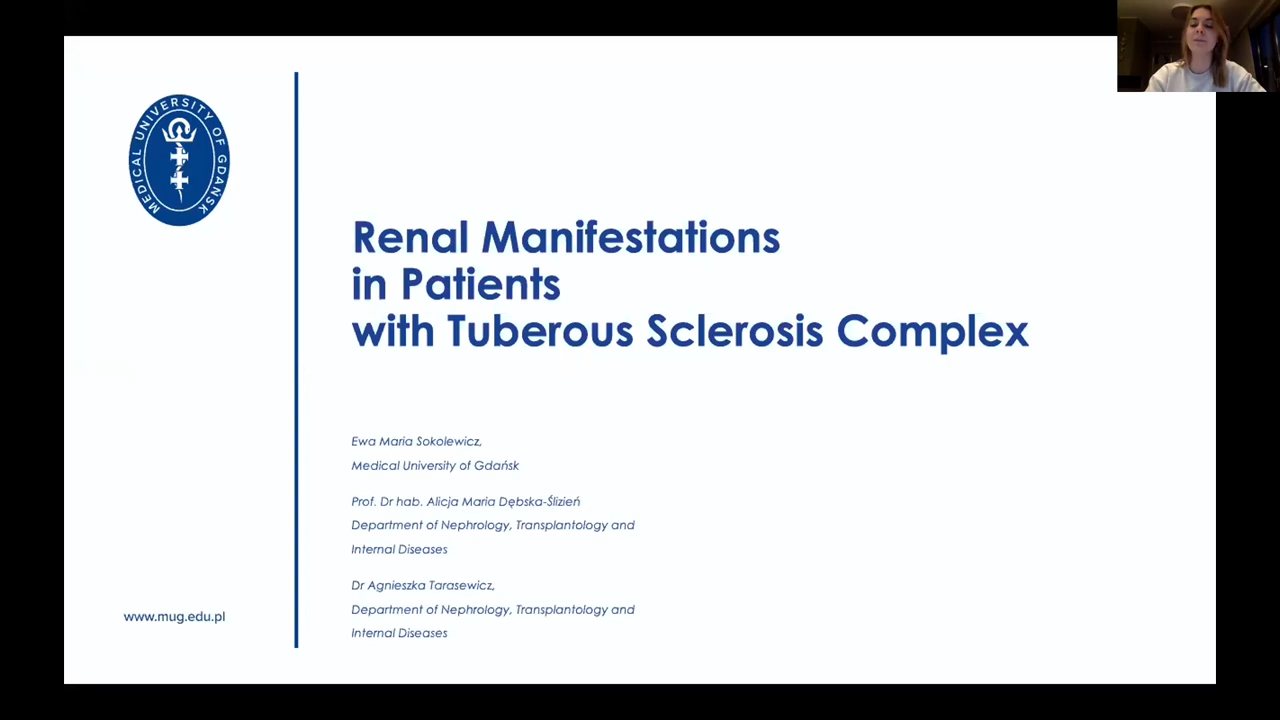 MEDICAL UNIVERSITY OF GDAŃSK
Renal Manifestations
in Patients
with Tuberous Sclerosis Complex
Ewa Maria Sokolewicz,
Medical University of Gdańsk
Prof. Dr hab. Alicja Maria Dębska-Ślizień
Department of Nephrology, Transplantology and
Internal Diseases
Dr Agnieszka Tarasewicz,
Department of Nephrology, Transplantology and
Internal Diseases
www.mug.edu.pl